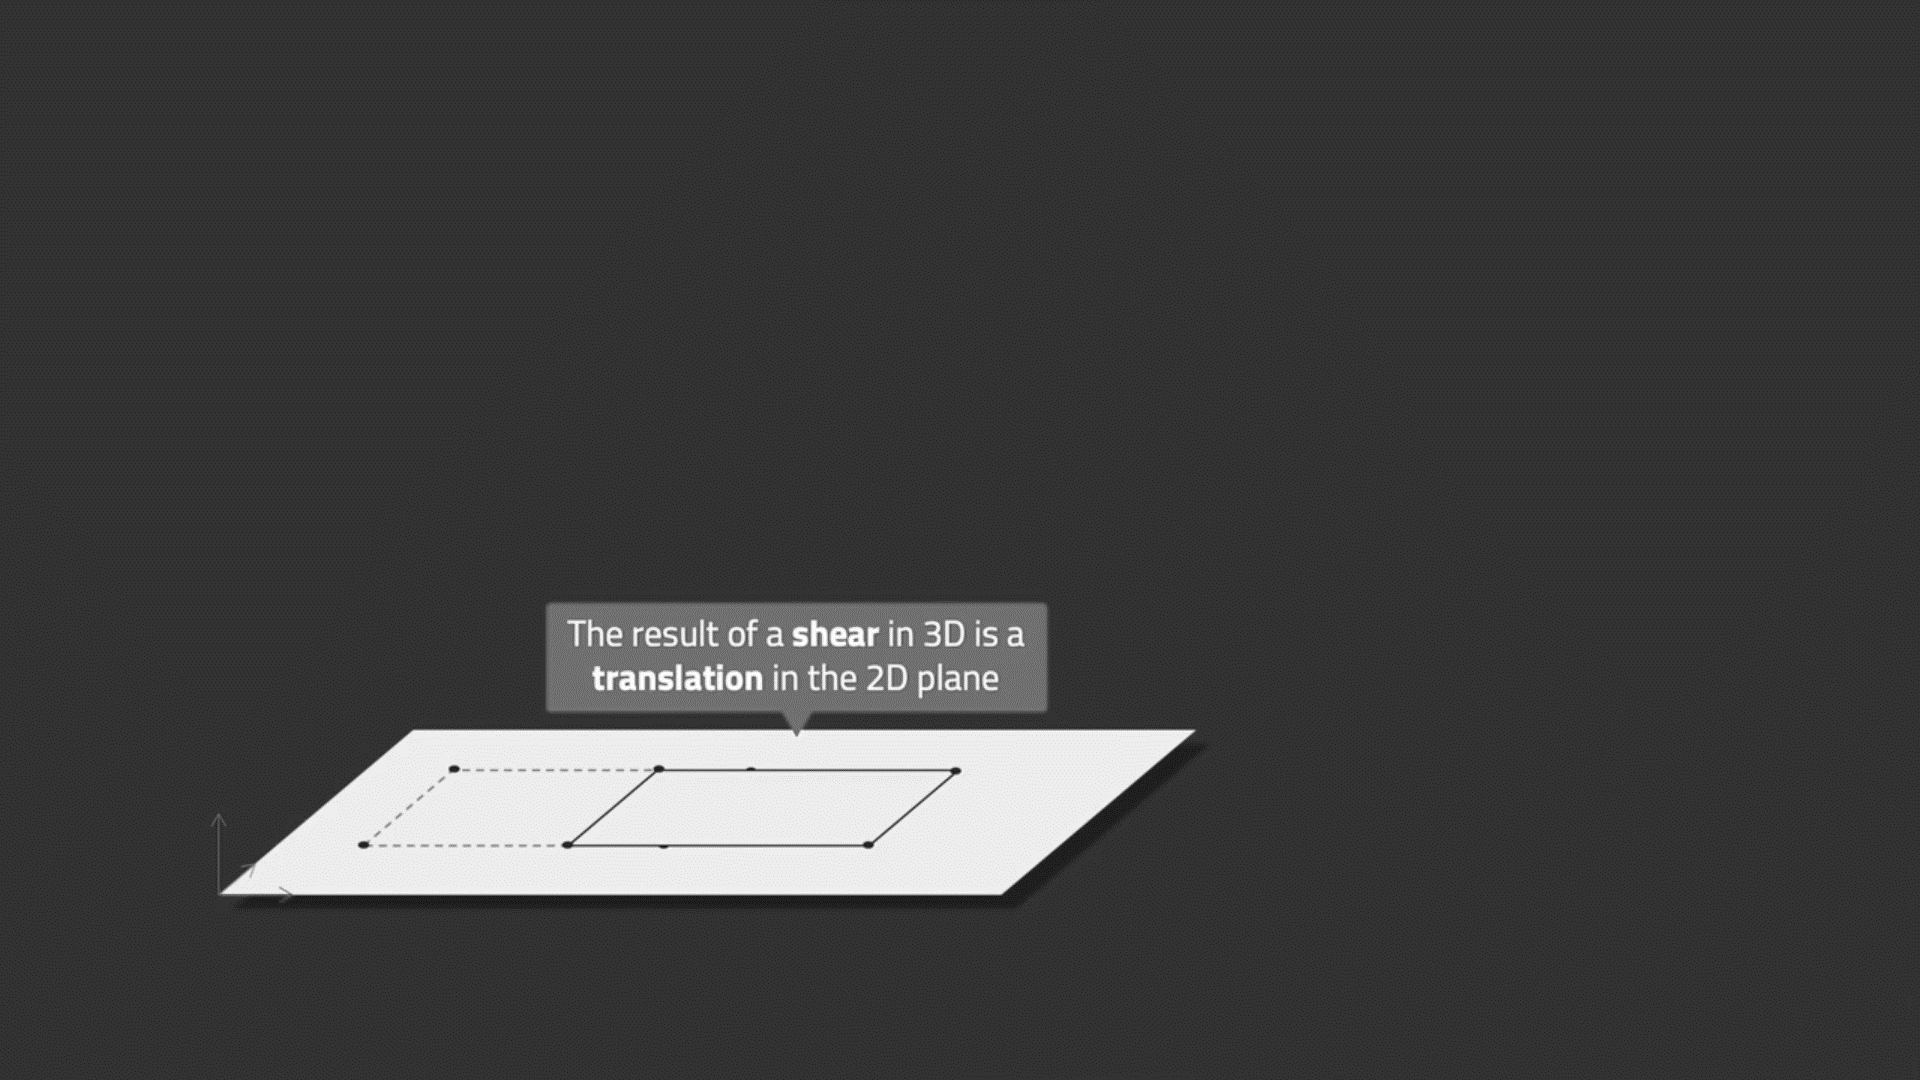 The result of a shear in 3D is a
translation in the 2D plane